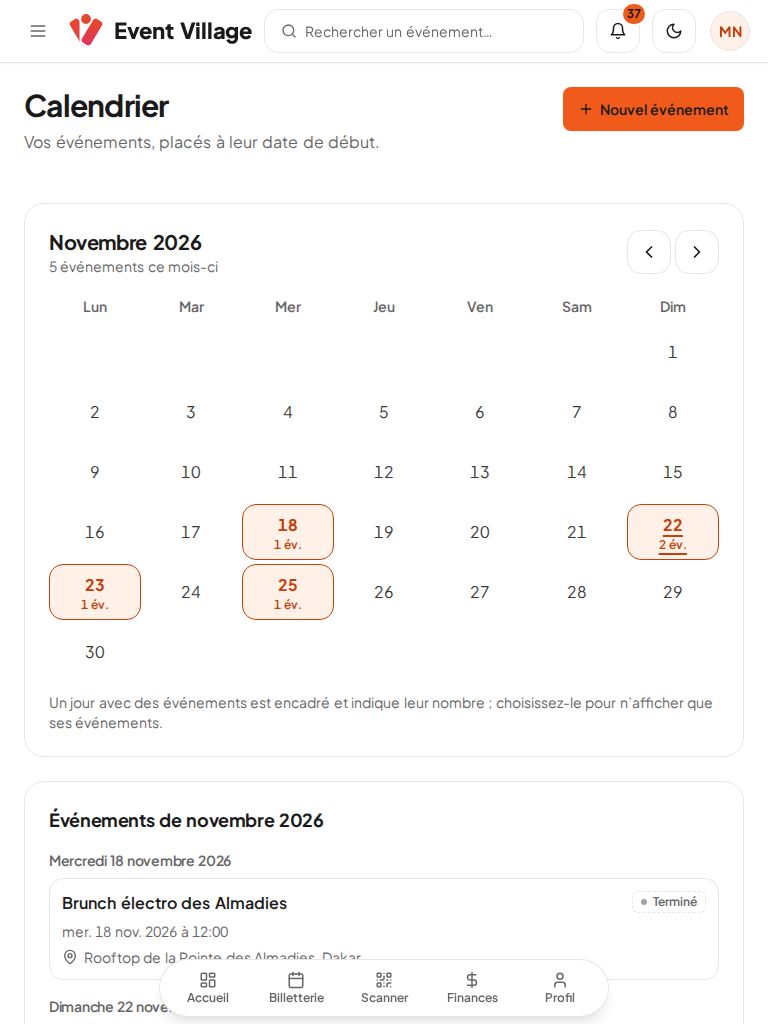 Event Village
Rechercher un événement…
37
MN
Calendrier
Vos événements, placés à leur date de début.
+ Nouvel événement
Novembre 2026
5 événements ce mois-ci
Lun Mar Mer Jeu Ven Sam Dim
1
2 3 4 5 6 7 8
9 10 11 12 13 14 15
16 17 18 19 20 21 22
1 év. 2 év.
23 24 25 26 27 28 29
1 év. 1 év.
30
Un jour avec des événements est encadré et indique leur nombre ; choisissez-le pour n’afficher que
ses événements.
Événements de novembre 2026
Mercredi 18 novembre 2026
Brunch électro des Almadies
Terminé
mer. 18 nov. 2026 à 12:00
Rooftop de la Pointe des Almadies, Dakar
Dimanche 22
Accueil Billetterie Scanner Finances Profil